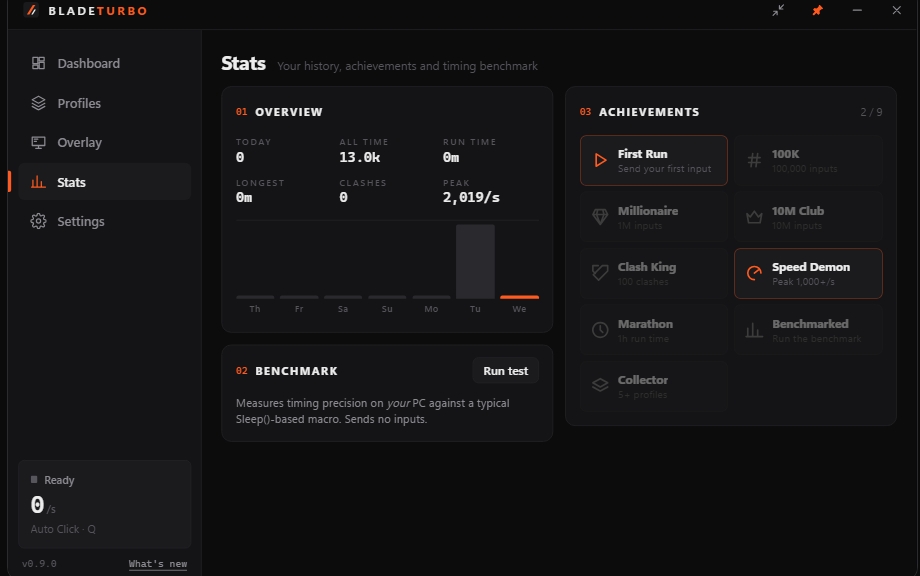 BLADETURBO
Dashboard
Profiles
Overlay
Stats
Settings
Ready
0 /s
Auto Click · Q
v0.9.0 What's new
Stats Your history, achievements and timing benchmark
01 OVERVIEW
TODAY ALL TIME RUN TIME
0 13.0k 0m
LONGEST CLASHES PEAK
0m 0 2,019/s
Th Fr Sa Su Mo Tu We
02 BENCHMARK Run test
Measures timing precision on your PC against a typical
Sleep()-based macro. Sends no inputs.
03 ACHIEVEMENTS 2 / 9
First Run
Send your first input
100K
100,000 inputs
Millionaire
1M inputs
10M Club
10M inputs
Clash King
100 clashes
Speed Demon
Peak 1,000+/s
Marathon
1h run time
Benchmarked
Run the benchmark
Collector
5+ profiles